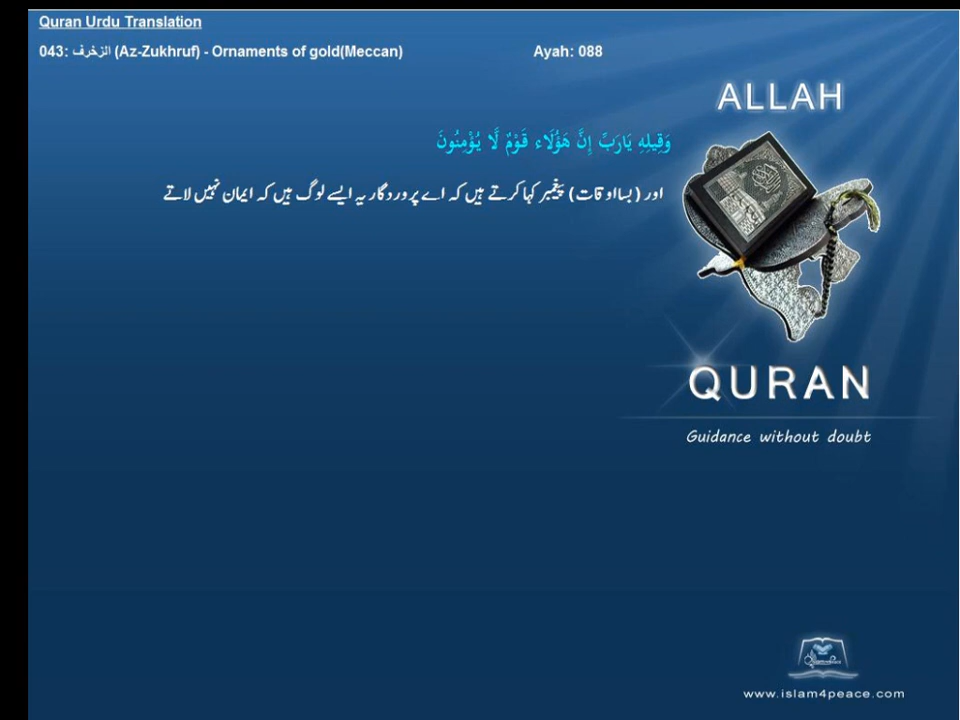 Quran Urdu Translation
043: الزخرف (Az-Zukhruf) - Ornaments of gold(Meccan) Ayah: 088
ALLAH
وَقِيلِهِ يَارَبِّ إِنَّ هَؤُلَاء قَوْمٌ لَّا يُؤْمِنُونَ
اور (بسااوقات) پیغمبر کہا کرتے ہیں کہ اے پروردگار یہ ایسے لوگ ہیں کہ ایمان نہیں لاتے
QURAN
Guidance without doubt
www.islam4peace.com